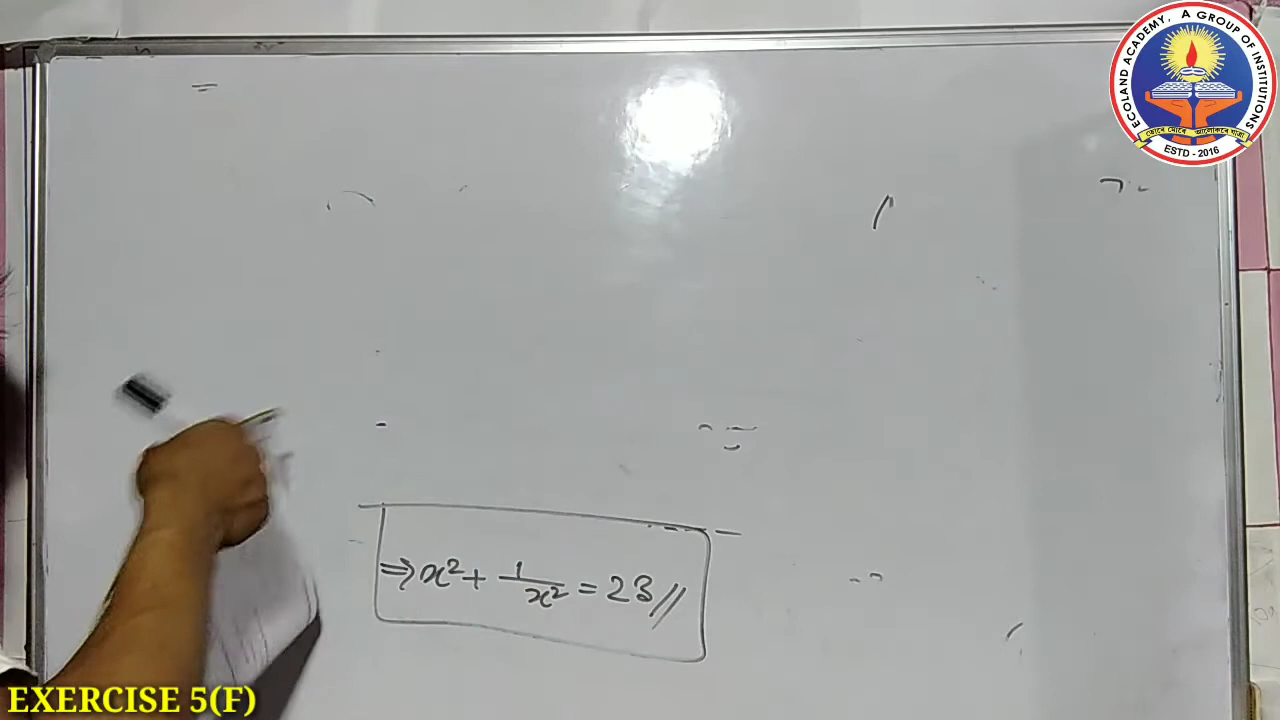 ECOLAND ACADEMY, A GROUP OF INSTITUTIONS
ESTD - 2016
⇒ x² + 1/x² = 23 //
EXERCISE 5(F)